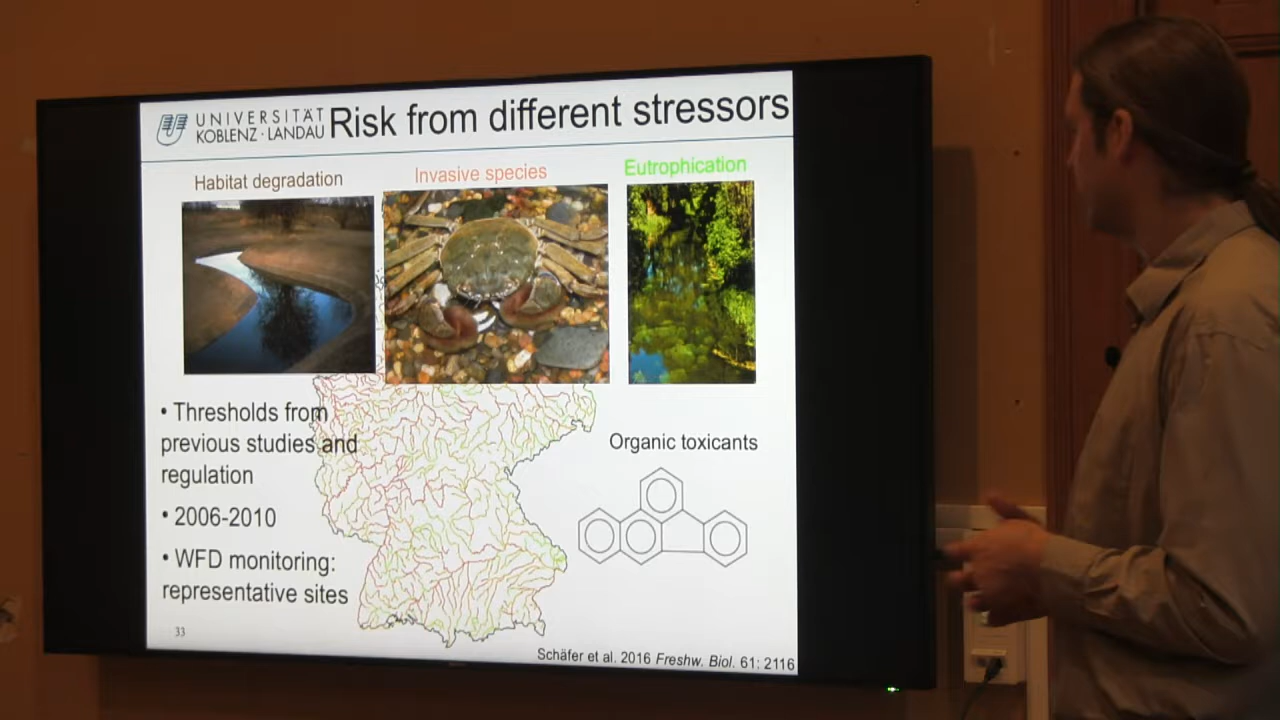 UNIVERSITÄT
KOBLENZ · LANDAU
Risk from different stressors
Habitat degradation
Invasive species
Eutrophication
• Thresholds from
previous studies and
regulation
• 2006-2010
• WFD monitoring:
representative sites
Organic toxicants
33
Schäfer et al. 2016 Freshw. Biol. 61: 2116